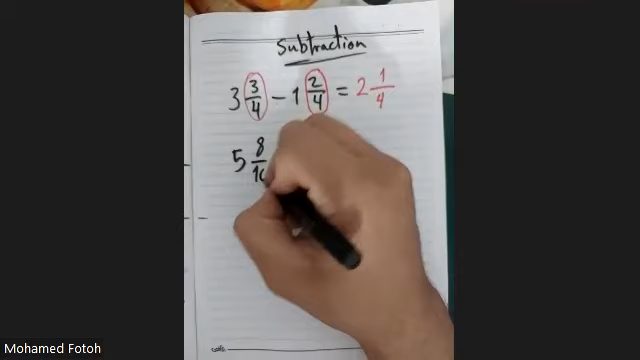 Subtraction
3 3/4 - 1 2/4 = 2 1/4
5 8/10
Mohamed Fotoh